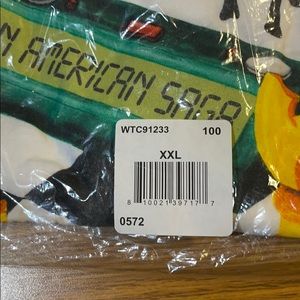 N AMERICAN SAGA
WTC91233 100
XXL
8 10021 39717 7
0572